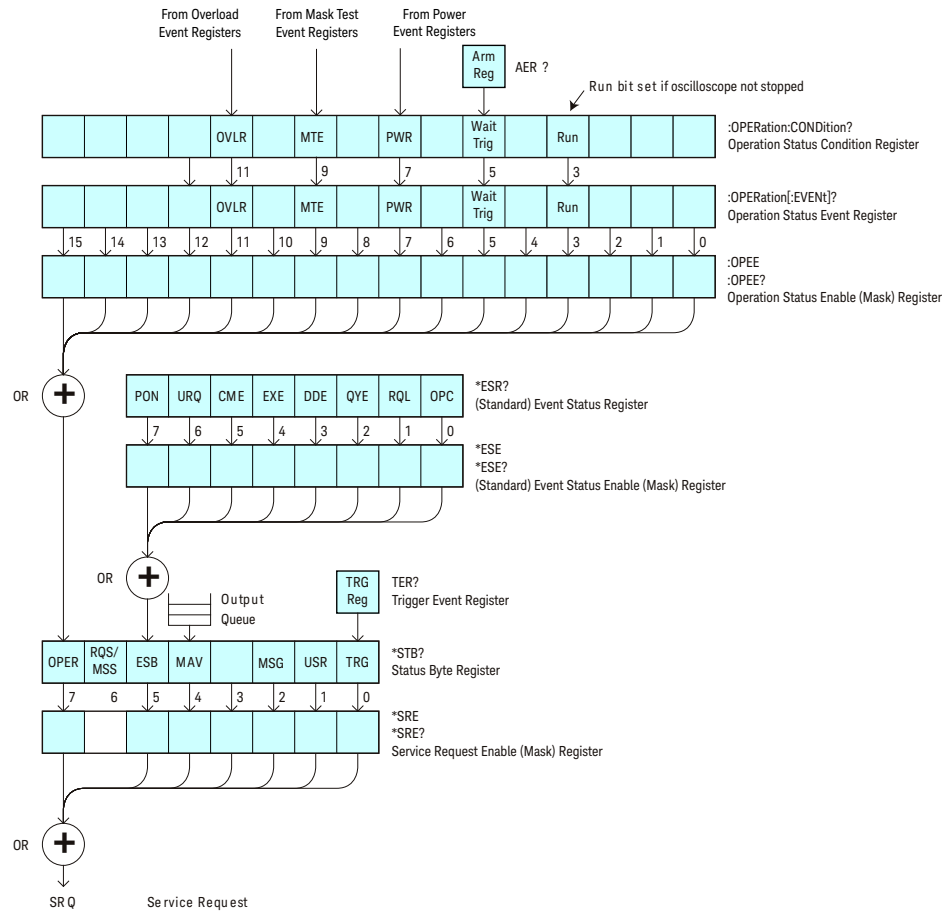 From Overload
Event Registers
From Mask Test
Event Registers
From Power
Event Registers
Arm
Reg
AER ?
Run bit set if oscilloscope not stopped
OVLR
MTE
PWR
Wait
Trig
Run
:OPERation:CONDition?
Operation Status Condition Register
11
9
7
5
3
OVLR
MTE
PWR
Wait
Trig
Run
:OPERation[:EVENt]?
Operation Status Event Register
15
14
13
12
11
10
9
8
7
6
5
4
3
2
1
0
:OPEE
:OPEE?
Operation Status Enable (Mask) Register
OR
+
PON
URQ
CME
EXE
DDE
QYE
RQL
OPC
*ESR?
(Standard) Event Status Register
7
6
5
4
3
2
1
0
*ESE
*ESE?
(Standard) Event Status Enable (Mask) Register
OR
+
Output
Queue
TRG
Reg
TER?
Trigger Event Register
OPER
RQS/
MSS
ESB
MAV
MSG
USR
TRG
*STB?
Status Byte Register
7
6
5
4
3
2
1
0
*SRE
*SRE?
Service Request Enable (Mask) Register
OR
+
SRQ
Service Request